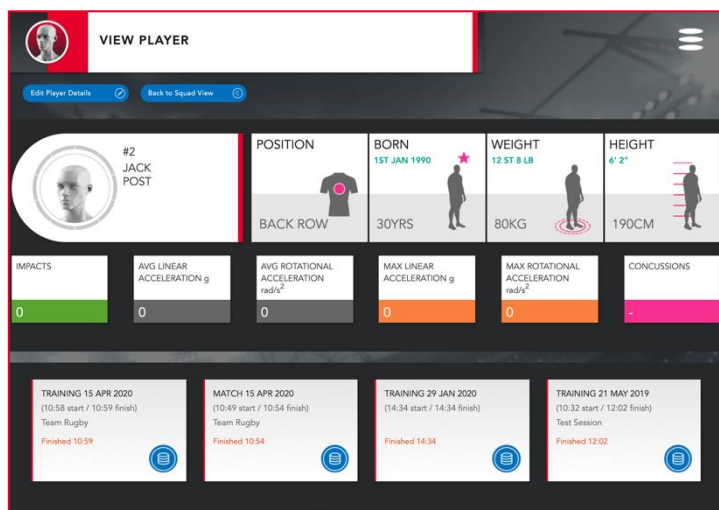 VIEW PLAYER
Edit Player Details
Back to Squad View
#2
JACK
POST
POSITION
BACK ROW
BORN
1ST JAN 1990
30YRS
WEIGHT
12 ST 8 LB
80KG
HEIGHT
6' 2"
190CM
IMPACTS
0
AVG LINEAR
ACCELERATION g
0
AVG ROTATIONAL
ACCELERATION
rad/s²
0
MAX LINEAR
ACCELERATION g
0
MAX ROTATIONAL
ACCELERATION
rad/s²
0
CONCUSSIONS
-
TRAINING 15 APR 2020
(10:58 start / 10:59 finish)
Team Rugby
Finished 10:59
MATCH 15 APR 2020
(10:49 start / 10:54 finish)
Team Rugby
Finished 10:54
TRAINING 29 JAN 2020
(14:34 start / 14:34 finish)
Finished 14:34
TRAINING 21 MAY 2019
(10:32 start / 12:02 finish)
Test Session
Finished 12:02